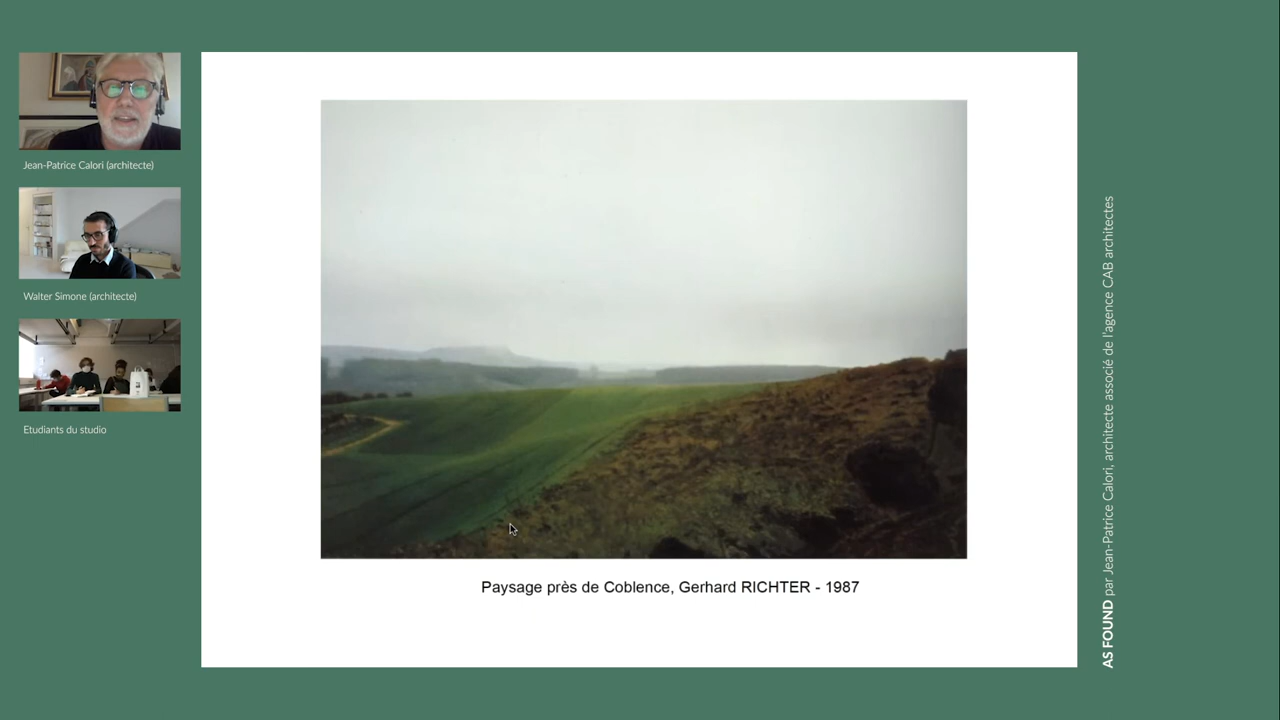 Jean-Patrice Calori (architecte)
Walter Simone (architecte)
Etudiants du studio
Paysage près de Coblence, Gerhard RICHTER - 1987
AS FOUND par Jean-Patrice Calori, architecte associé de l'agence CAB architectes